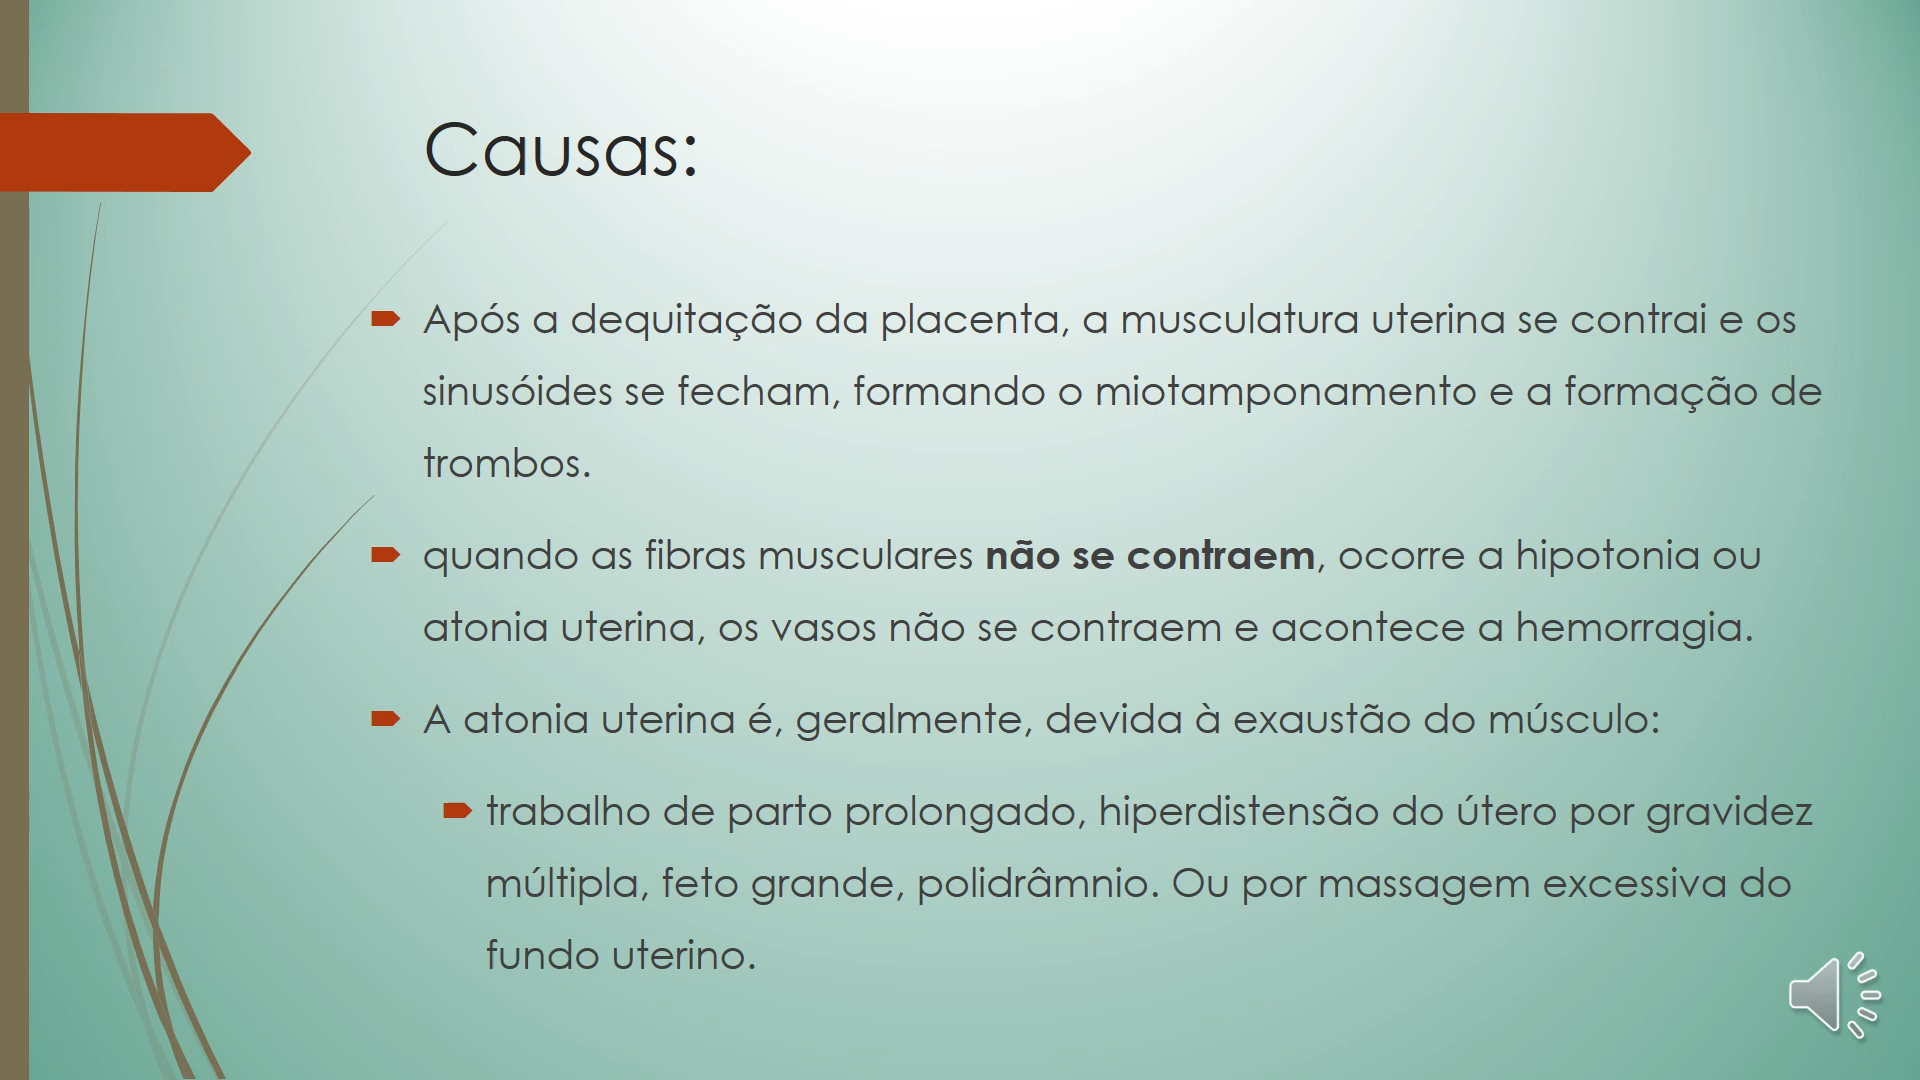 Causas:
Após a dequitação da placenta, a musculatura uterina se contrai e os
sinusóides se fecham, formando o miotamponamento e a formação de
trombos.
quando as fibras musculares não se contraem, ocorre a hipotonia ou
atonia uterina, os vasos não se contraem e acontece a hemorragia.
A atonia uterina é, geralmente, devida à exaustão do músculo:
trabalho de parto prolongado, hiperdistensão do útero por gravidez
múltipla, feto grande, polidrâmnio. Ou por massagem excessiva do
fundo uterino.